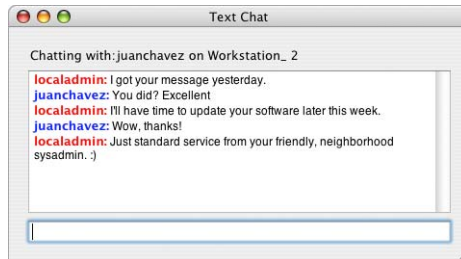 Text Chat
Chatting with:juanchavez on Workstation_ 2
localadmin: I got your message yesterday.
juanchavez: You did? Excellent
localadmin: I'll have time to update your software later this week.
juanchavez: Wow, thanks!
localadmin: Just standard service from your friendly, neighborhood
sysadmin. :)